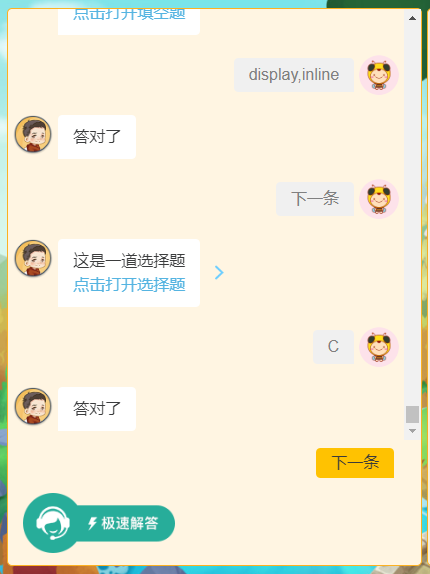 点击打开填空题
display,inline
答对了
下一条
这是一道选择题
点击打开选择题
C
答对了
下一条
极速解答